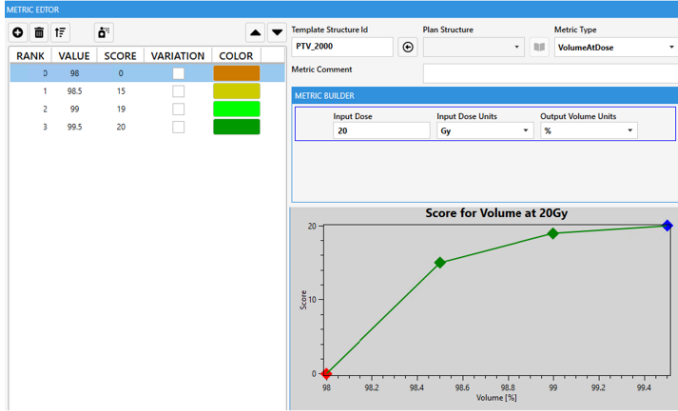 METRIC EDITOR
RANK VALUE SCORE VARIATION COLOR
0 98 0
1 98.5 15
2 99 19
3 99.5 20
Template Structure Id Plan Structure Metric Type
PTV_2000 VolumeAtDose
Metric Comment
METRIC BUILDER
Input Dose Input Dose Units Output Volume Units
20 Gy %
Score for Volume at 20Gy
20
10
0
Score
98 98.2 98.4 98.6 98.8 99 99.2 99.4
Volume [%]